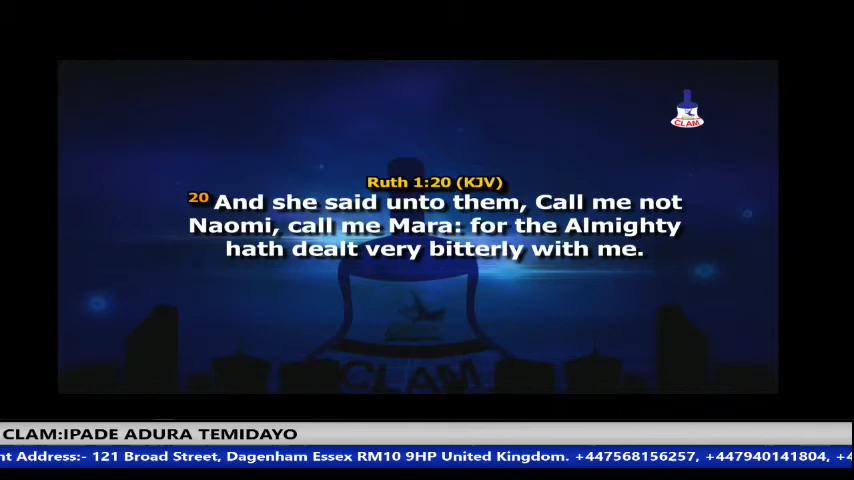 CLAM
Ruth 1:20 (KJV)
20 And she said unto them, Call me not
Naomi, call me Mara: for the Almighty
hath dealt very bitterly with me.
CLAM
CLAM:IPADE ADURA TEMIDAYO
nt Address:- 121 Broad Street, Dagenham Essex RM10 9HP United Kingdom. +447568156257, +447940141804, +4